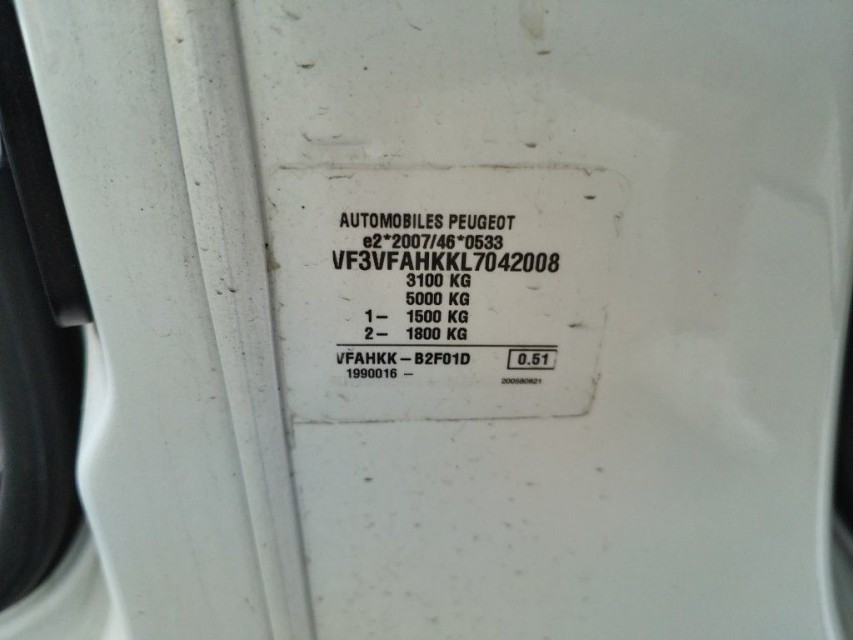 AUTOMOBILES PEUGEOT
e2*2007/46*0533
VF3VFAHKKL7042008
3100 KG
5000 KG
1- 1500 KG
2- 1800 KG
VFAHKK-B2F01D 0.51
1990016 -
200580821